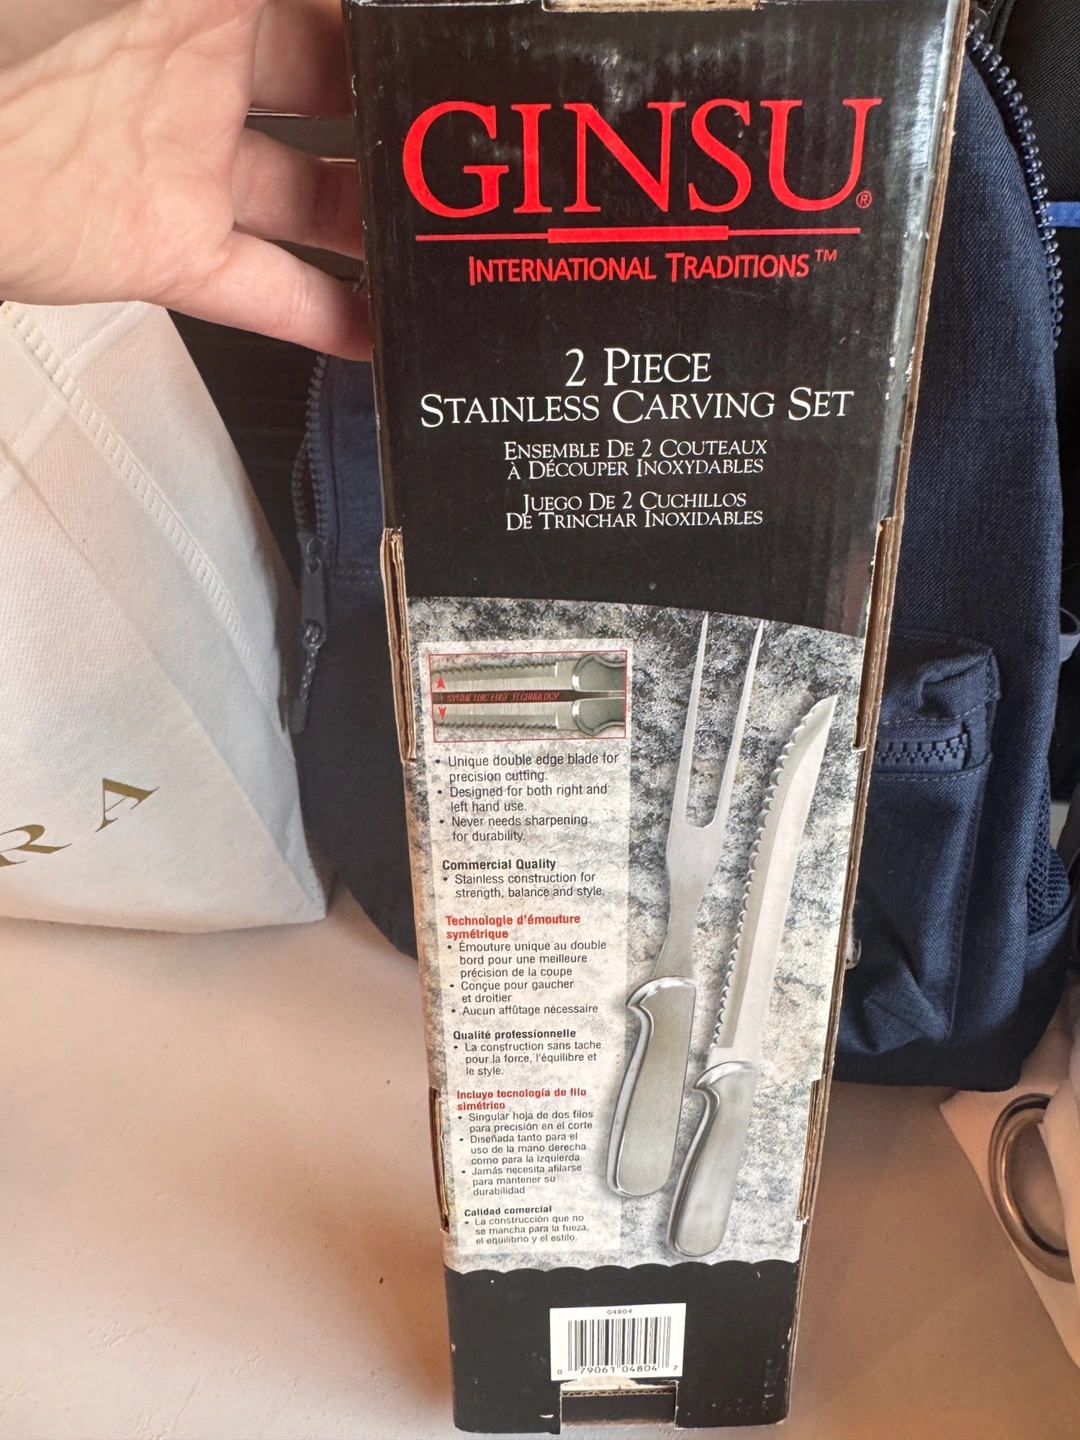 GINSU®
INTERNATIONAL TRADITIONS™
2 PIECE
STAINLESS CARVING SET
ENSEMBLE DE 2 COUTEAUX
À DÉCOUPER INOXYDABLES
JUEGO DE 2 CUCHILLOS
DE TRINCHAR INOXIDABLES
SYMMETRIC EDGE TECHNOLOGY
• Unique double edge blade for
precision cutting.
• Designed for both right and
left hand use.
• Never needs sharpening
for durability.
Commercial Quality
• Stainless construction for
strength, balance and style.
Technologie d'émouture
symétrique
• Émouture unique au double
bord pour une meilleure
précision de la coupe
• Conçue pour gaucher
et droitier
• Aucun affûtage nécessaire
Qualité professionnelle
• La construction sans tache
pour la force, l'équilibre et
le style.
Incluye tecnología de filo
simétrico
• Singular hoja de dos filos
para precisión en el corte
• Diseñada tanto para el
uso de la mano derecha
como para la izquierda
• Jamás necesita afilarse
para mantener su
durabilidad
Calidad comercial
• La construcción que no
se mancha para la fueza,
el equilibrio y el estilo.
04804
0 79061 04804 7
RA